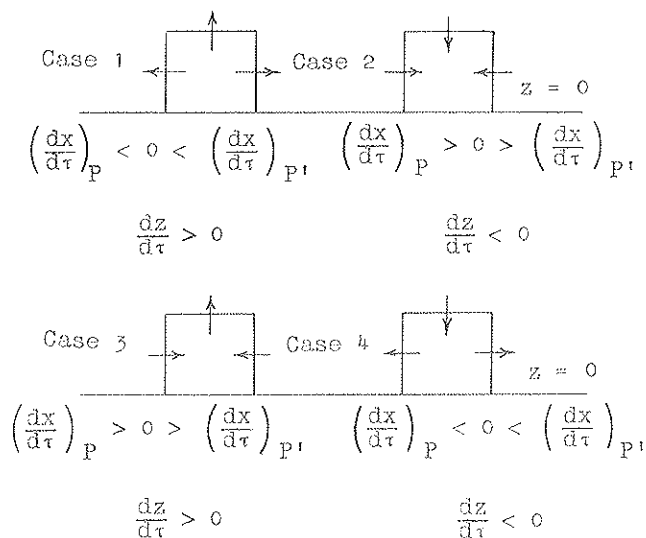 Case 1 Case 2
z = 0
(dx/dτ)_P < 0 < (dx/dτ)_P' (dx/dτ)_P > 0 > (dx/dτ)_P'
dz/dτ > 0 dz/dτ < 0
Case 3 Case 4
z = 0
(dx/dτ)_P > 0 > (dx/dτ)_P' (dx/dτ)_P < 0 < (dx/dτ)_P'
dz/dτ > 0 dz/dτ < 0